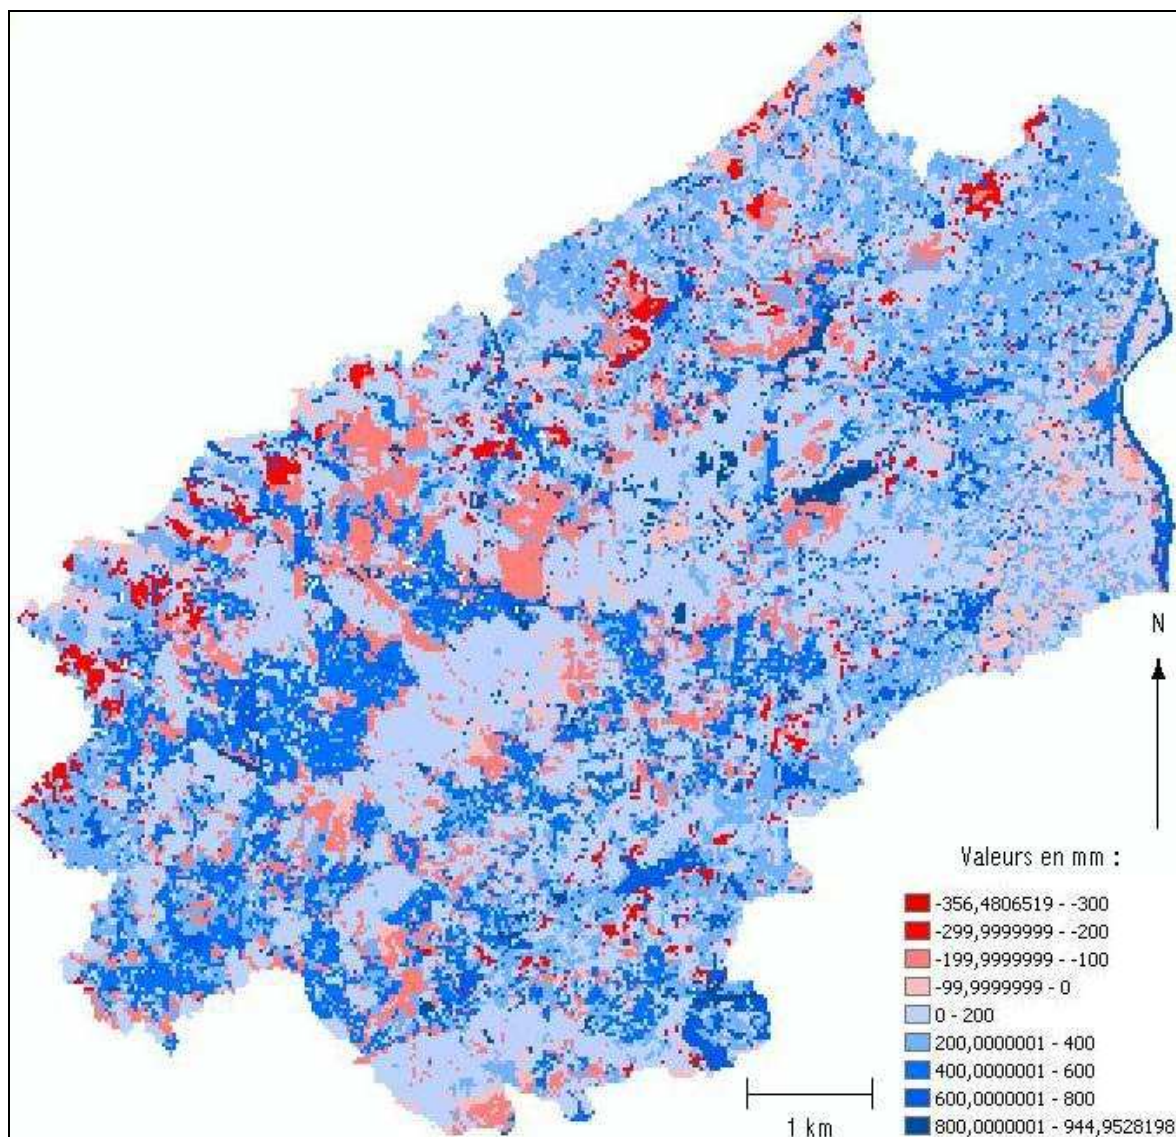 N
Valeurs en mm :
-356,4806519 - -300
-299,9999999 - -200
-199,9999999 - -100
-99,9999999 - 0
0 - 200
200,0000001 - 400
400,0000001 - 600
600,0000001 - 800
800,0000001 - 944,9528198
1 km